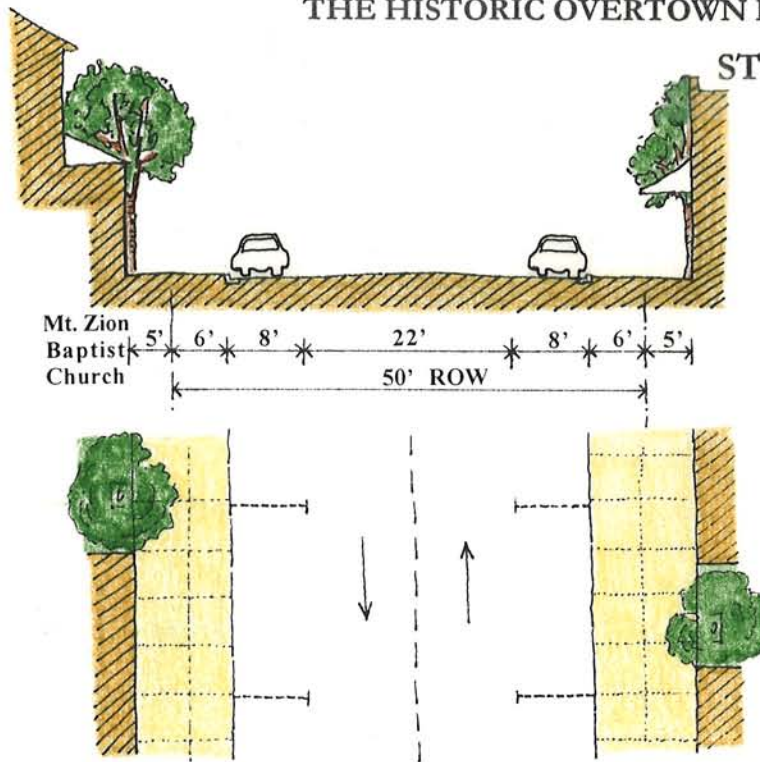 THE HISTORIC OVERTOWN
ST
Mt. Zion
Baptist
Church
5' 6' 8' 22' 8' 6' 5'
50' ROW